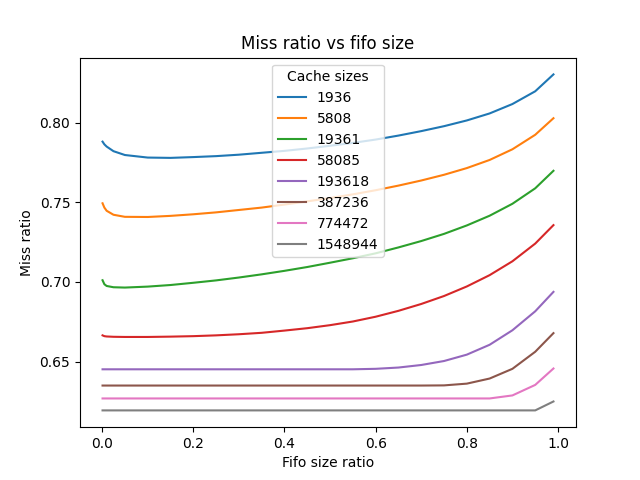 Miss ratio vs fifo size
Cache sizes
1936
5808
19361
58085
193618
387236
774472
1548944
0.80
0.75
0.70
0.65
Miss ratio
0.0 0.2 0.4 0.6 0.8 1.0
Fifo size ratio